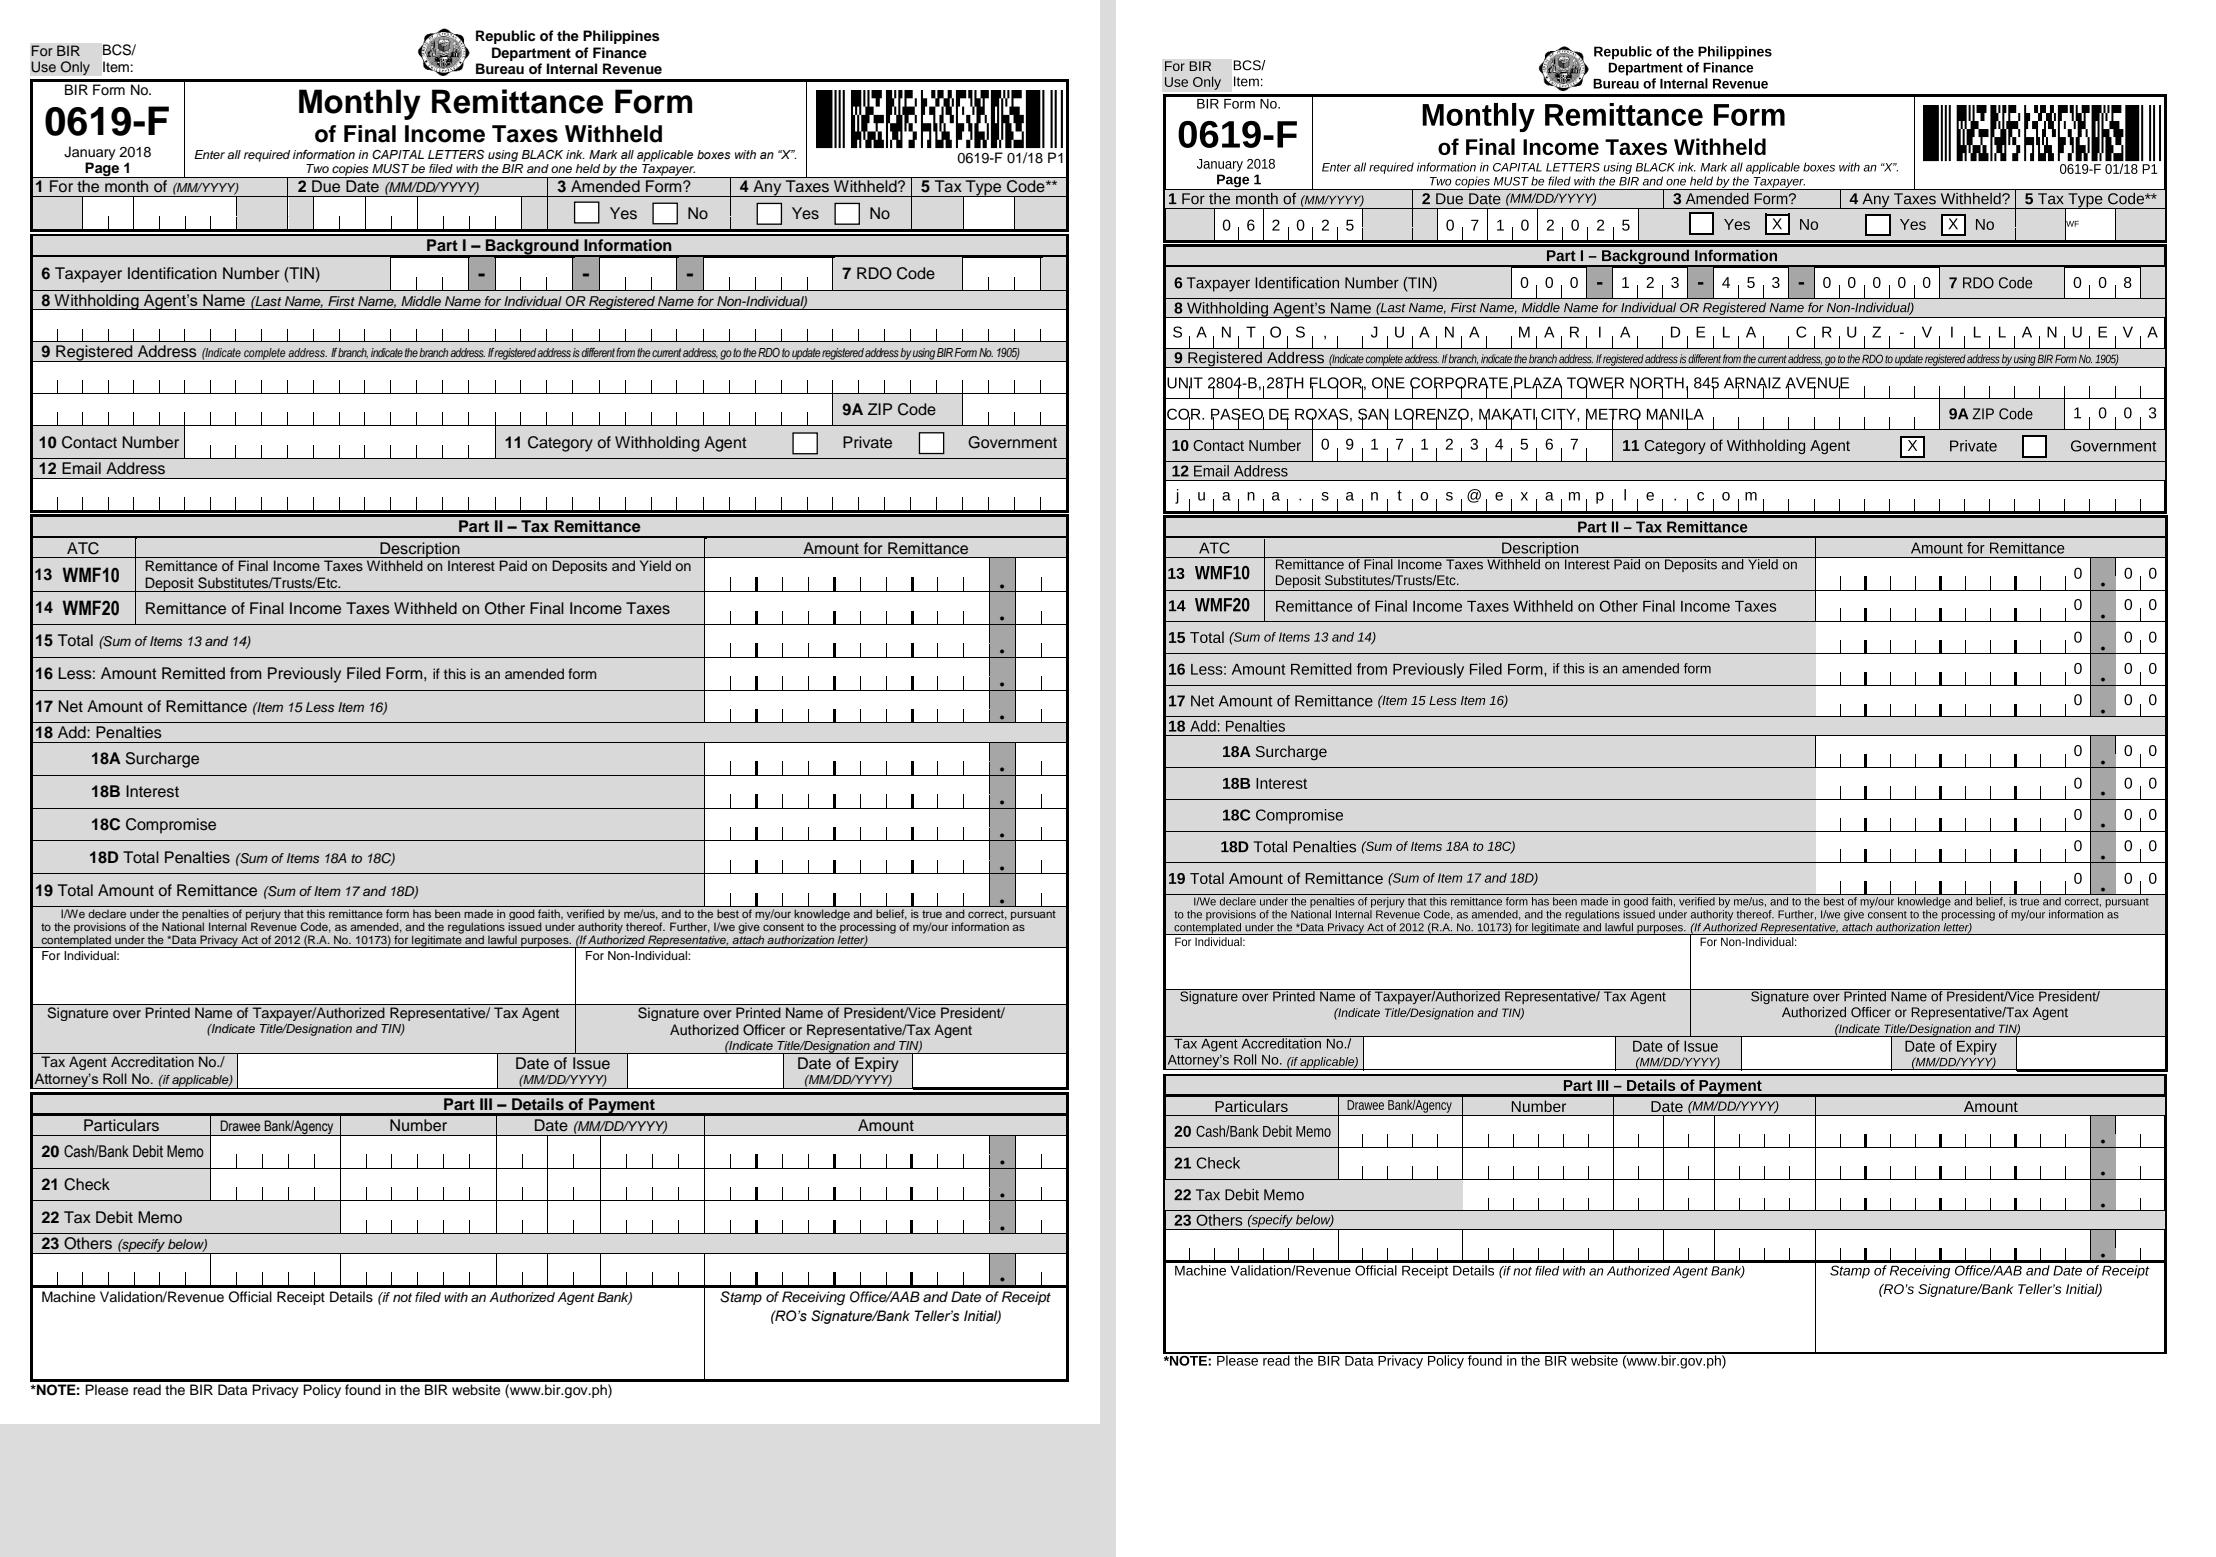 For BIR
Use Only
BCS/
Item:
Republic of the Philippines
Department of Finance
Bureau of Internal Revenue
BIR Form No.
0619-F
January 2018
Page 1
Monthly Remittance Form
of Final Income Taxes Withheld
Enter all required information in CAPITAL LETTERS using BLACK ink. Mark all applicable boxes with an “X”.
Two copies MUST be filed with the BIR and one held by the Taxpayer.
0619-F 01/18 P1
1 For the month of (MM/YYYY)
2 Due Date (MM/DD/YYYY)
3 Amended Form?
4 Any Taxes Withheld?
5 Tax Type Code**
Yes No
Yes No
Part I – Background Information
6 Taxpayer Identification Number (TIN) - - -
7 RDO Code
8 Withholding Agent’s Name (Last Name, First Name, Middle Name for Individual OR Registered Name for Non-Individual)
9 Registered Address (Indicate complete address. If branch, indicate the branch address. If registered address is different from the current address, go to the RDO to update registered address by using BIR Form No. 1905)
9A ZIP Code
10 Contact Number
11 Category of Withholding Agent Private Government
12 Email Address
Part II – Tax Remittance
ATC Description Amount for Remittance
13 WMF10 Remittance of Final Income Taxes Withheld on Interest Paid on Deposits and Yield on
Deposit Substitutes/Trusts/Etc. .
14 WMF20 Remittance of Final Income Taxes Withheld on Other Final Income Taxes .
15 Total (Sum of Items 13 and 14) .
16 Less: Amount Remitted from Previously Filed Form, if this is an amended form .
17 Net Amount of Remittance (Item 15 Less Item 16) .
18 Add: Penalties
18A Surcharge .
18B Interest .
18C Compromise .
18D Total Penalties (Sum of Items 18A to 18C) .
19 Total Amount of Remittance (Sum of Item 17 and 18D) .
I/We declare under the penalties of perjury that this remittance form has been made in good faith, verified by me/us, and to the best of my/our knowledge and belief, is true and correct, pursuant
to the provisions of the National Internal Revenue Code, as amended, and the regulations issued under authority thereof. Further, I/we give consent to the processing of my/our information as
contemplated under the *Data Privacy Act of 2012 (R.A. No. 10173) for legitimate and lawful purposes. (If Authorized Representative, attach authorization letter)
For Individual:
For Non-Individual:
Signature over Printed Name of Taxpayer/Authorized Representative/ Tax Agent
(Indicate Title/Designation and TIN)
Signature over Printed Name of President/Vice President/
Authorized Officer or Representative/Tax Agent
(Indicate Title/Designation and TIN)
Tax Agent Accreditation No./
Attorney’s Roll No. (if applicable)
Date of Issue
(MM/DD/YYYY)
Date of Expiry
(MM/DD/YYYY)
Part III – Details of Payment
Particulars Drawee Bank/Agency Number Date (MM/DD/YYYY) Amount
20 Cash/Bank Debit Memo .
21 Check .
22 Tax Debit Memo .
23 Others (specify below)
.
Machine Validation/Revenue Official Receipt Details (if not filed with an Authorized Agent Bank)
Stamp of Receiving Office/AAB and Date of Receipt
(RO’s Signature/Bank Teller’s Initial)
*NOTE: Please read the BIR Data Privacy Policy found in the BIR website (www.bir.gov.ph)
For BIR
Use Only
BCS/
Item:
Republic of the Philippines
Department of Finance
Bureau of Internal Revenue
BIR Form No.
0619-F
January 2018
Page 1
Monthly Remittance Form
of Final Income Taxes Withheld
Enter all required information in CAPITAL LETTERS using BLACK ink. Mark all applicable boxes with an “X”.
Two copies MUST be filed with the BIR and one held by the Taxpayer.
0619-F 01/18 P1
1 For the month of (MM/YYYY)
2 Due Date (MM/DD/YYYY)
3 Amended Form?
4 Any Taxes Withheld?
5 Tax Type Code**
0 6 2 0 2 5
0 7 1 0 2 0 2 5
Yes X No
Yes X No
WF
Part I – Background Information
6 Taxpayer Identification Number (TIN) 0 0 0 - 1 2 3 - 4 5 3 - 0 0 0 0 0
7 RDO Code 0 0 8
8 Withholding Agent’s Name (Last Name, First Name, Middle Name for Individual OR Registered Name for Non-Individual)
S A N T O S , J U A N A M A R I A D E L A C R U Z - V I L L A N U E V A
9 Registered Address (Indicate complete address. If branch, indicate the branch address. If registered address is different from the current address, go to the RDO to update registered address by using BIR Form No. 1905)
UNIT 2804-B, 28TH FLOOR, ONE CORPORATE PLAZA TOWER NORTH, 845 ARNAIZ AVENUE
COR. PASEO DE ROXAS, SAN LORENZO, MAKATI CITY, METRO MANILA
9A ZIP Code 1 0 0 3
10 Contact Number 0 9 1 7 1 2 3 4 5 6 7
11 Category of Withholding Agent X Private Government
12 Email Address
j u a n a . s a n t o s @ e x a m p l e . c o m
Part II – Tax Remittance
ATC Description Amount for Remittance
13 WMF10 Remittance of Final Income Taxes Withheld on Interest Paid on Deposits and Yield on
Deposit Substitutes/Trusts/Etc. 0 . 0 0
14 WMF20 Remittance of Final Income Taxes Withheld on Other Final Income Taxes 0 . 0 0
15 Total (Sum of Items 13 and 14) 0 . 0 0
16 Less: Amount Remitted from Previously Filed Form, if this is an amended form 0 . 0 0
17 Net Amount of Remittance (Item 15 Less Item 16) 0 . 0 0
18 Add: Penalties
18A Surcharge 0 . 0 0
18B Interest 0 . 0 0
18C Compromise 0 . 0 0
18D Total Penalties (Sum of Items 18A to 18C) 0 . 0 0
19 Total Amount of Remittance (Sum of Item 17 and 18D) 0 . 0 0
I/We declare under the penalties of perjury that this remittance form has been made in good faith, verified by me/us, and to the best of my/our knowledge and belief, is true and correct, pursuant
to the provisions of the National Internal Revenue Code, as amended, and the regulations issued under authority thereof. Further, I/we give consent to the processing of my/our information as
contemplated under the *Data Privacy Act of 2012 (R.A. No. 10173) for legitimate and lawful purposes. (If Authorized Representative, attach authorization letter)
For Individual:
For Non-Individual:
Signature over Printed Name of Taxpayer/Authorized Representative/ Tax Agent
(Indicate Title/Designation and TIN)
Signature over Printed Name of President/Vice President/
Authorized Officer or Representative/Tax Agent
(Indicate Title/Designation and TIN)
Tax Agent Accreditation No./
Attorney’s Roll No. (if applicable)
Date of Issue
(MM/DD/YYYY)
Date of Expiry
(MM/DD/YYYY)
Part III – Details of Payment
Particulars Drawee Bank/Agency Number Date (MM/DD/YYYY) Amount
20 Cash/Bank Debit Memo .
21 Check .
22 Tax Debit Memo .
23 Others (specify below)
.
Machine Validation/Revenue Official Receipt Details (if not filed with an Authorized Agent Bank)
Stamp of Receiving Office/AAB and Date of Receipt
(RO’s Signature/Bank Teller’s Initial)
*NOTE: Please read the BIR Data Privacy Policy found in the BIR website (www.bir.gov.ph)